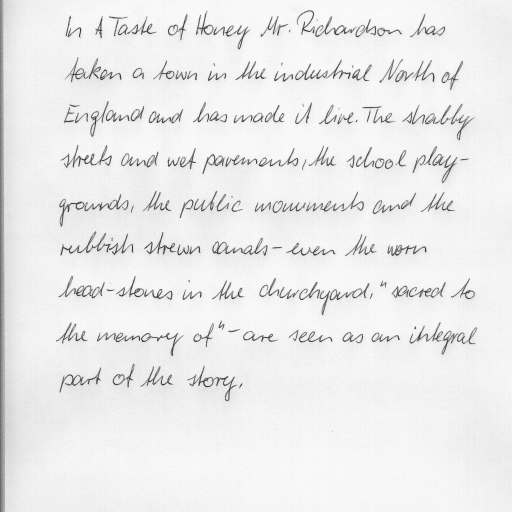 In A Taste of Honey Mr. Richardson has
taken a town in the industrial North of
England and has made it live. The shabby
streets and wet pavements, the school play-
grounds, the public monuments and the
rubbish strewn canals - even the worn
head-stones in the churchyard, "sacred to
the memory of" - are seen as an integral
part of the story.